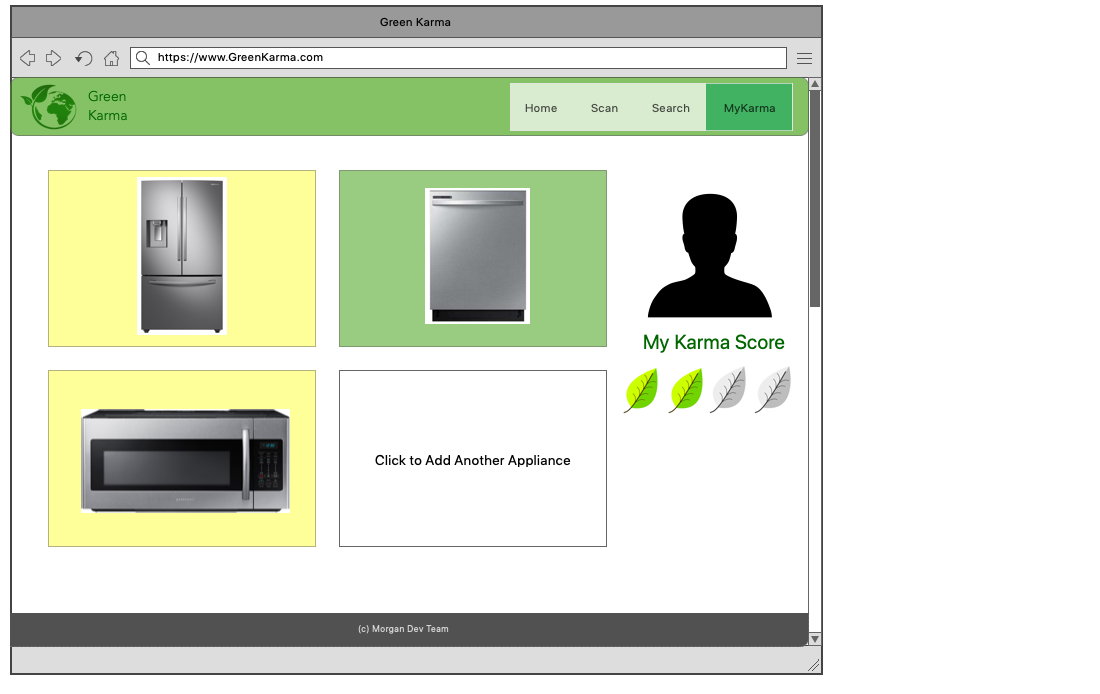 Green Karma
https://www.GreenKarma.com
Green
Karma
Home
Scan
Search
MyKarma
My Karma Score
Click to Add Another Appliance
(c) Morgan Dev Team